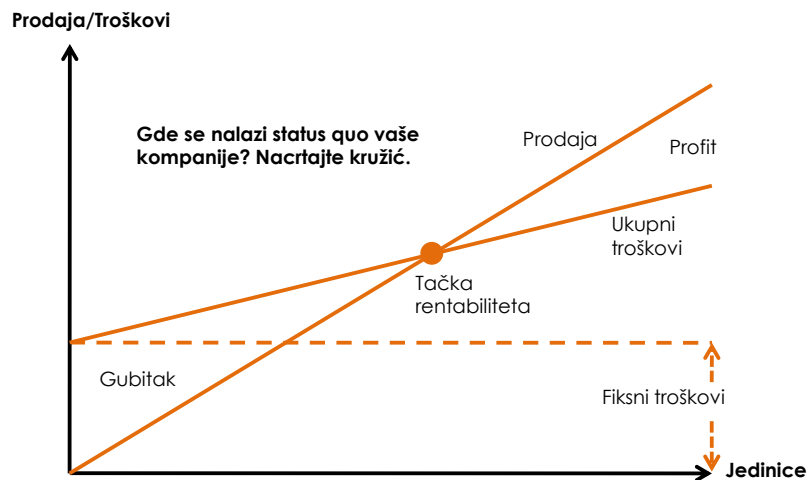 Prodaja/Troškovi
Gde se nalazi status quo vaše
kompanije? Nacrtajte kružić.
Prodaja
Profit
Ukupni
troškovi
Tačka
rentabiliteta
Gubitak
Fiksni troškovi
Jedinice